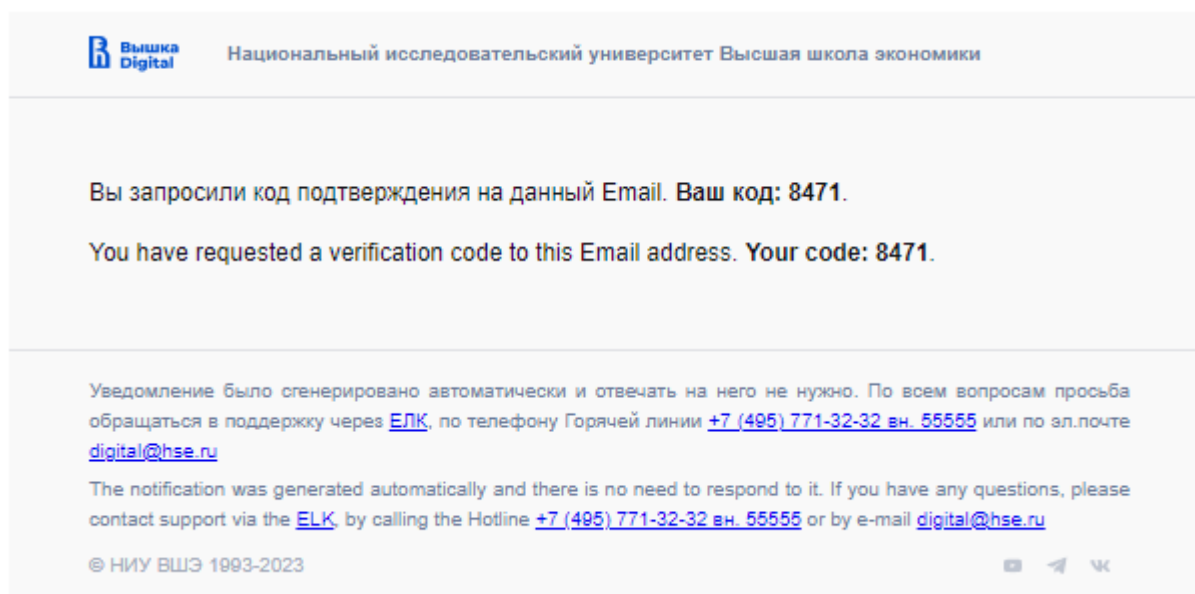 Вышка
Digital
Национальный исследовательский университет Высшая школа экономики
Вы запросили код подтверждения на данный Email. Ваш код: 8471.
You have requested a verification code to this Email address. Your code: 8471.
Уведомление было сгенерировано автоматически и отвечать на него не нужно. По всем вопросам просьба
обращаться в поддержку через ЕЛК, по телефону Горячей линии +7 (495) 771-32-32 вн. 55555 или по эл.почте
digital@hse.ru
The notification was generated automatically and there is no need to respond to it. If you have any questions, please
contact support via the ELK, by calling the Hotline +7 (495) 771-32-32 вн. 55555 or by e-mail digital@hse.ru
© НИУ ВШЭ 1993-2023